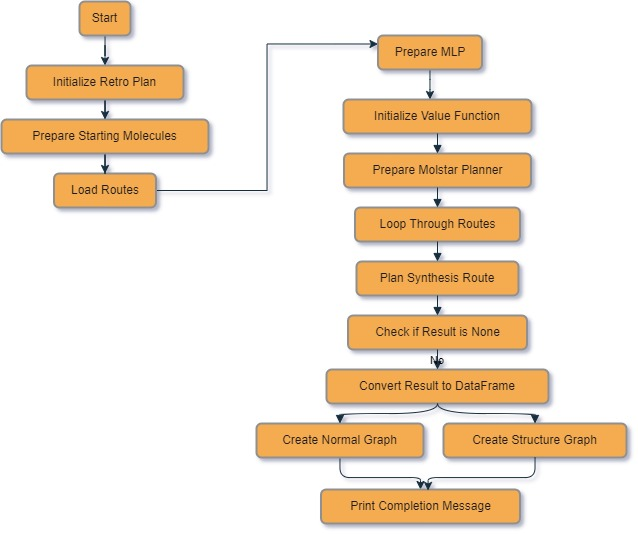 Start
Initialize Retro Plan
Prepare Starting Molecules
Load Routes
Prepare MLP
Initialize Value Function
Prepare Molstar Planner
Loop Through Routes
Plan Synthesis Route
Check if Result is None
No
Convert Result to DataFrame
Create Normal Graph
Create Structure Graph
Print Completion Message